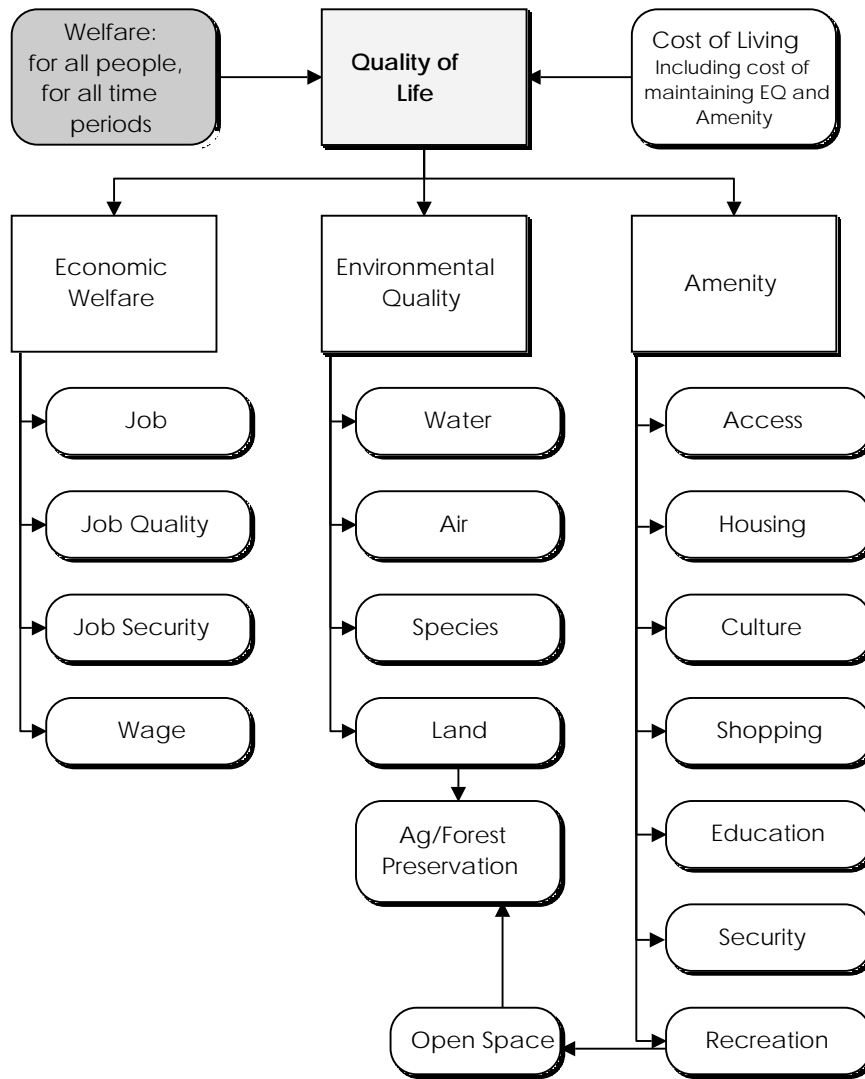 Welfare:
for all people,
for all time
periods
Quality of
Life
Cost of Living
Including cost of
maintaining EQ and
Amenity
Economic
Welfare
Environmental
Quality
Amenity
Job
Water
Access
Job Quality
Air
Housing
Job Security
Species
Culture
Wage
Land
Shopping
Ag/Forest
Preservation
Education
Security
Open Space
Recreation